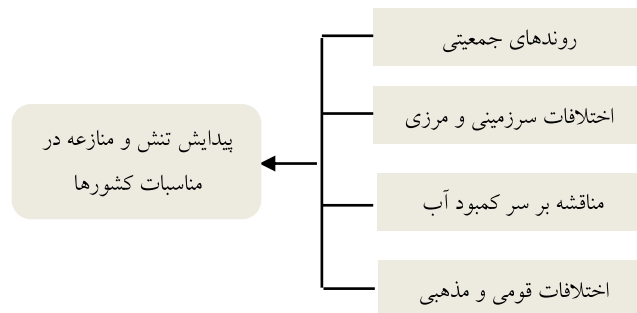 روندهای جمعیتی
اختلافات سرزمینی و مرزی
مناقشه بر سر کمبود آب
اختلافات قومی و مذهبی
پیدایش تنش و منازعه در
مناسبات کشورها